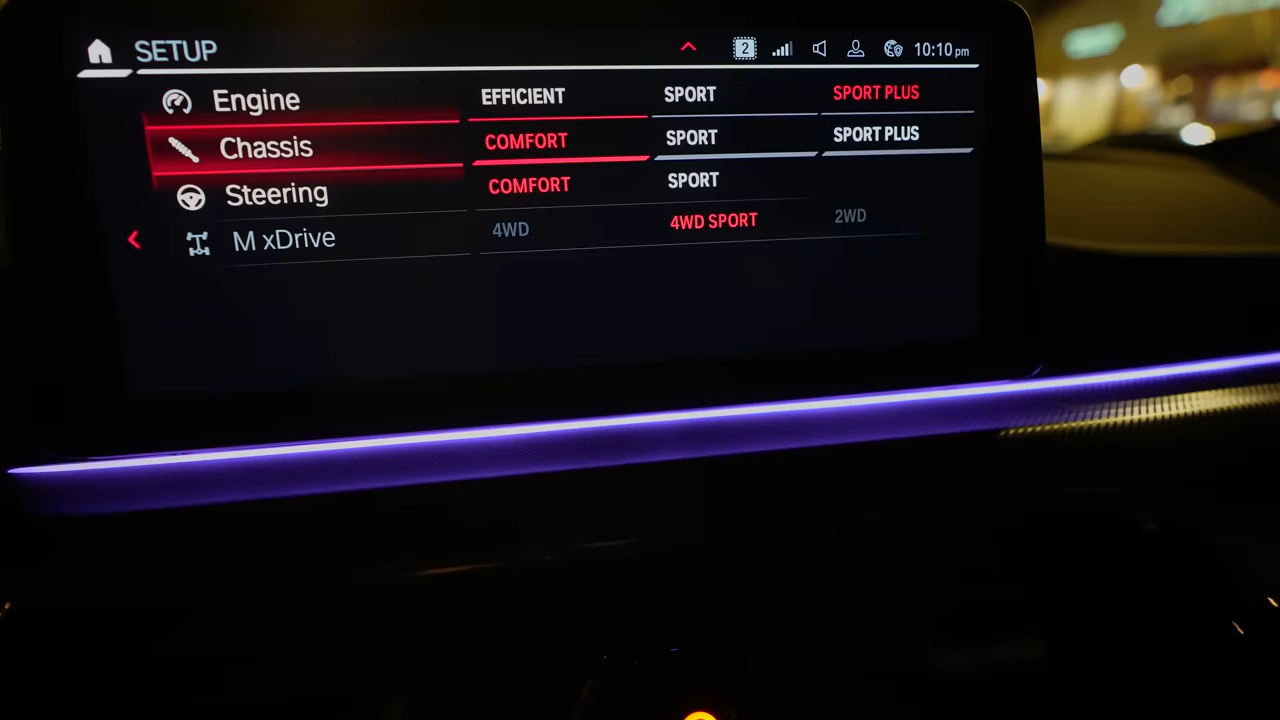 SETUP 2 10:10 pm
Engine EFFICIENT SPORT SPORT PLUS
Chassis COMFORT SPORT SPORT PLUS
Steering COMFORT SPORT
M xDrive 4WD 4WD SPORT 2WD